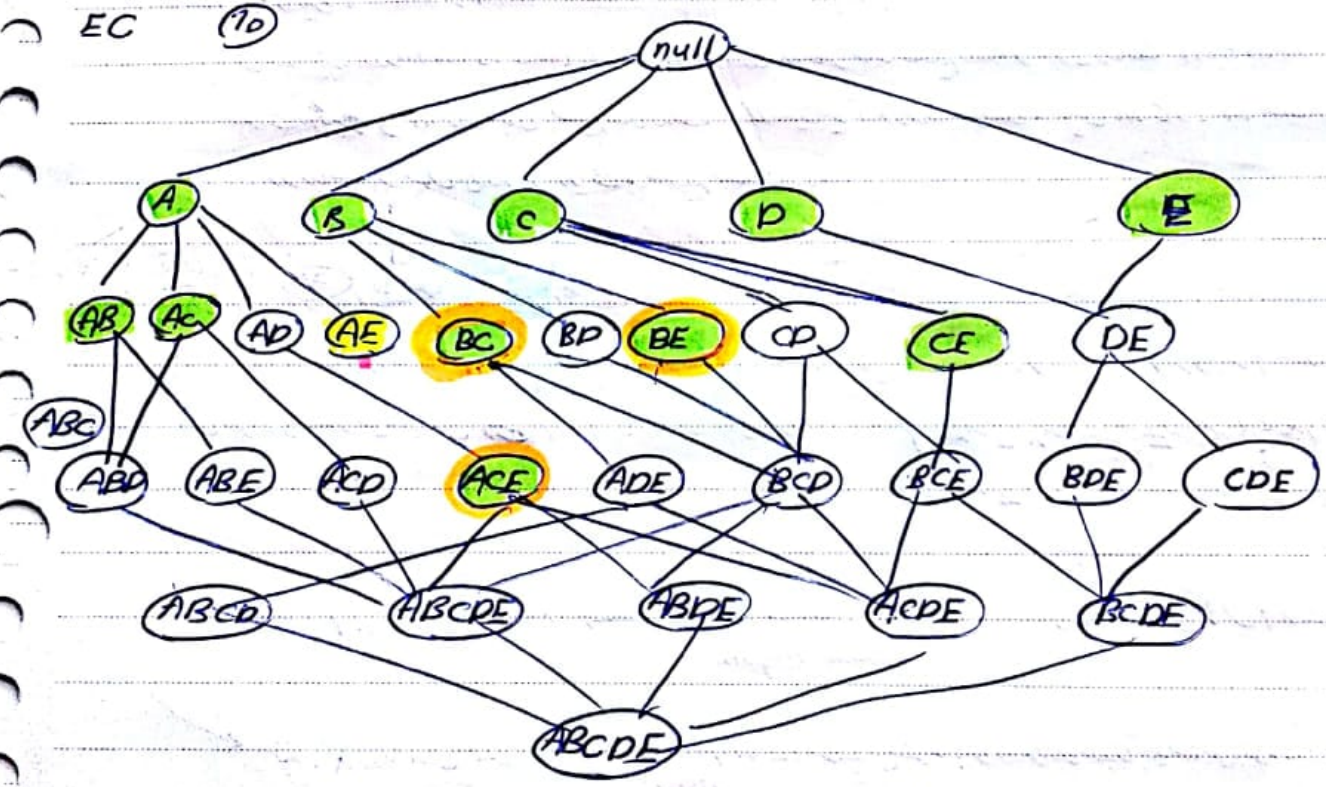 EC 10
null
A B C D E
AB AC AD AE BC BD BE CD CE DE
ABC
ABD ABE ACD ACE ADE BCD BCE BDE CDE
ABCD ABCDE ABDE ACDE BCDE
ABCDE